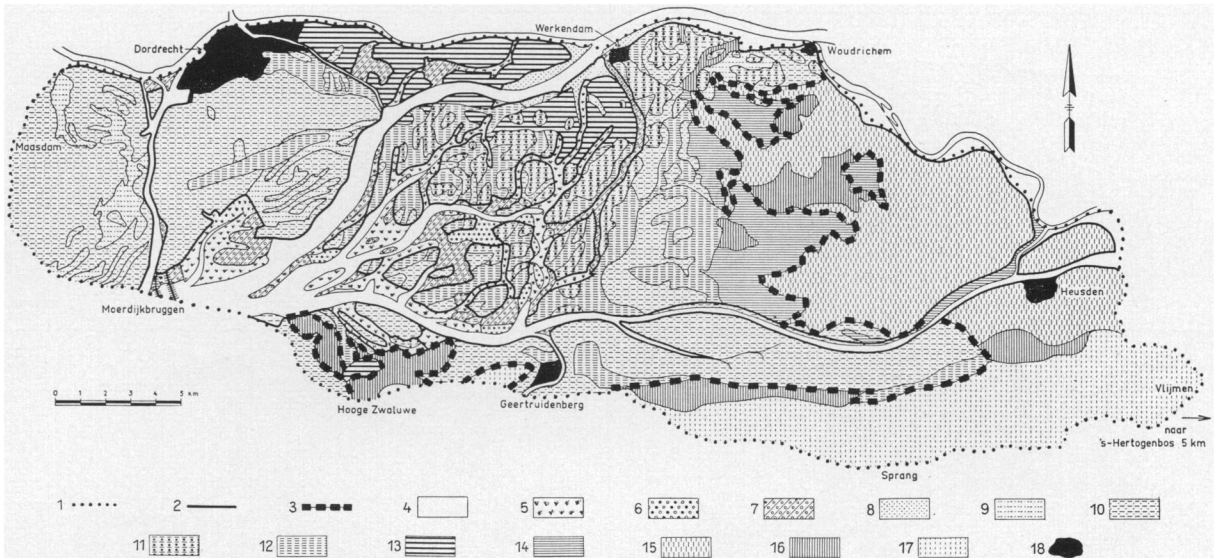 Werkendam
Woudrichem
Dordrecht
Maasdam
Heusden
Moerdijkbruggen
Vlijmen
0 1 2 3 4 5 km
Hooge Zwaluwe
Geertruidenberg
naar
's-Hertogenbos 5 km
Sprang
1 2 3 4 5 6 7 8 9 10
11 12 13 14 15 16 17 18